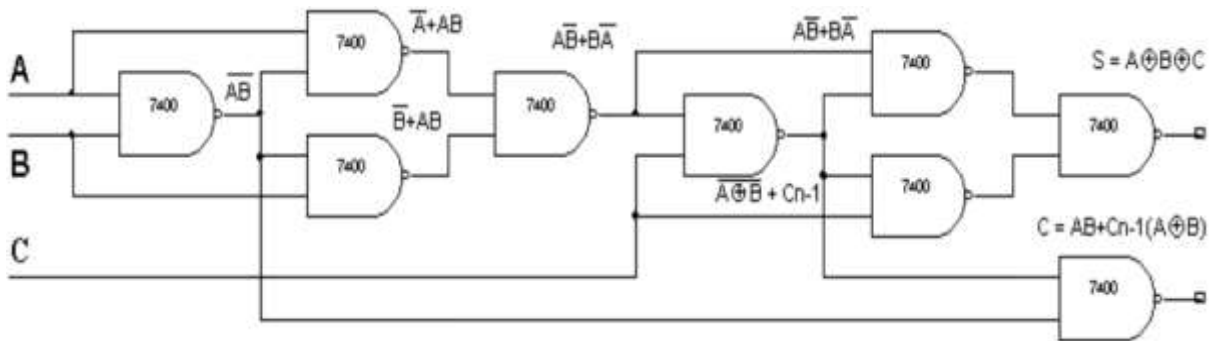 A̅+AB
AB̅+BA̅
AB̅+BA̅
7400
7400
S = A⊕B⊕C
A
7400
A̅B̅
7400
7400
7400
B̅+AB
B
7400
7400
A̅⊕̅B̅ + Cn-1
C = AB+Cn-1(A⊕B)
C
7400